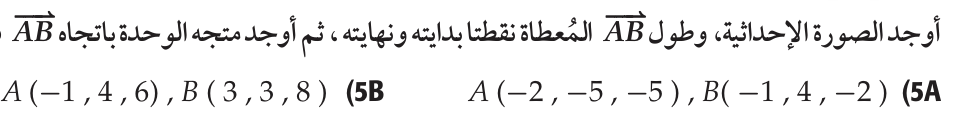 أوجد الصورة الإحداثية، وطول AB المُعطاة نقطتا بدايته ونهايته ، ثم أوجد متجه الوحدة باتجاه AB
(5A A (−2 , −5 , −5 ) , B( −1 , 4 , −2 ) (5B A (−1 , 4 , 6) , B ( 3 , 3 , 8 )